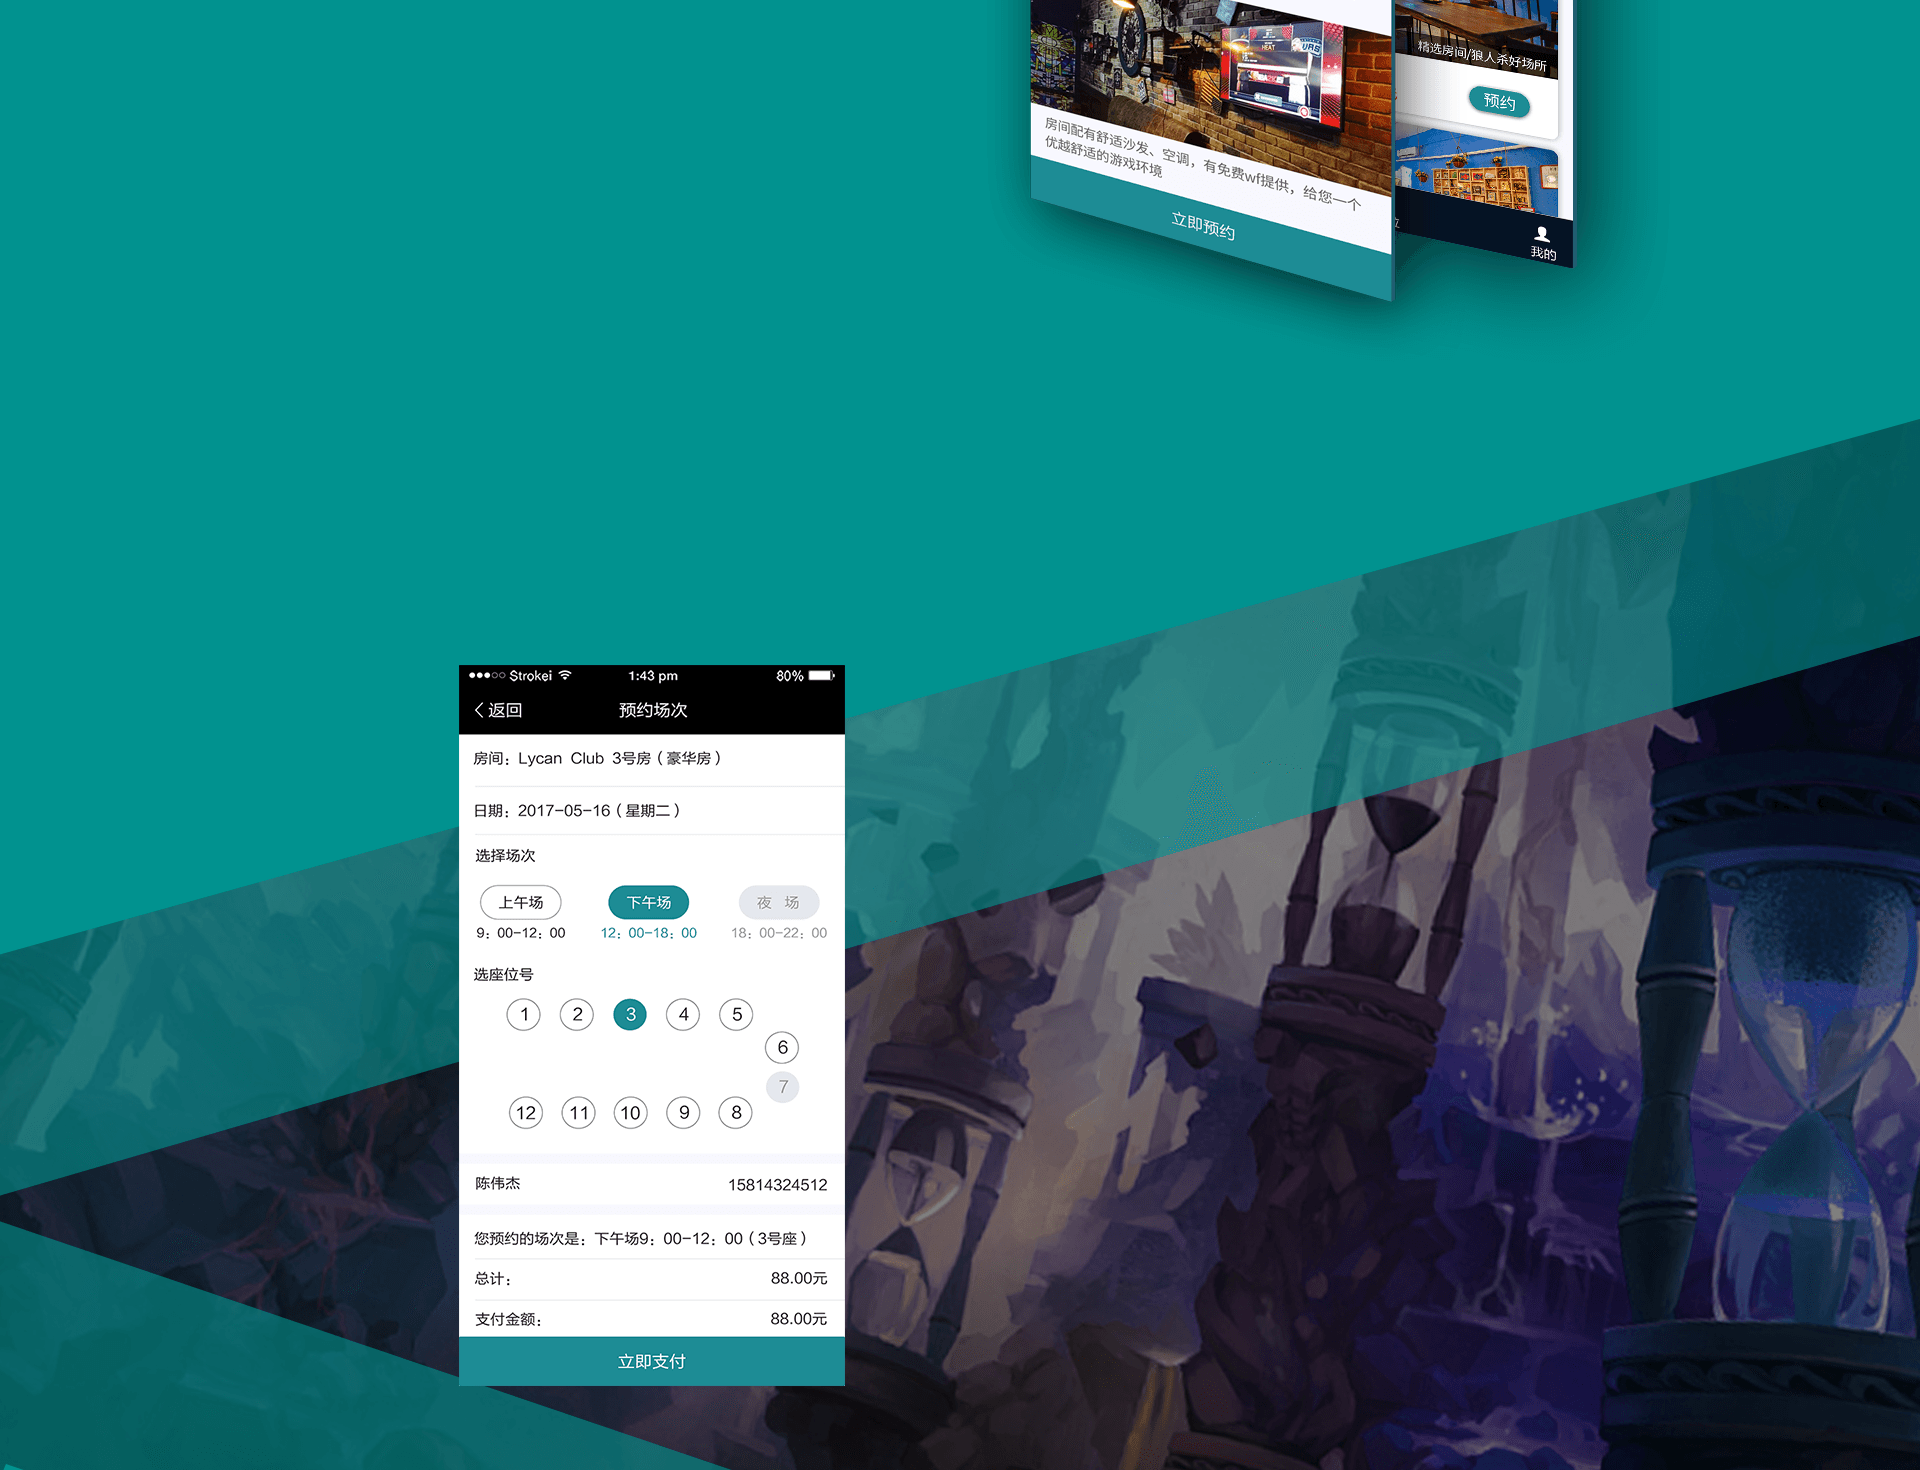 精选房间/狼人杀好场所
预约
HEAT
房间配有舒适沙发、空调，有免费wf提供，给您一个
优越舒适的游戏环境
立即预约
我的
Strokei 1:43 pm 80%
返回 预约场次
房间：Lycan Club 3号房（豪华房）
日期：2017-05-16（星期二）
选择场次
上午场 下午场 夜 场
9：00-12：00 12：00-18：00 18：00-22：00
选座位号
1 2 3 4 5
6
7
12 11 10 9 8
陈伟杰 15814324512
您预约的场次是：下午场9：00-12：00（3号座）
总计： 88.00元
支付金额： 88.00元
立即支付